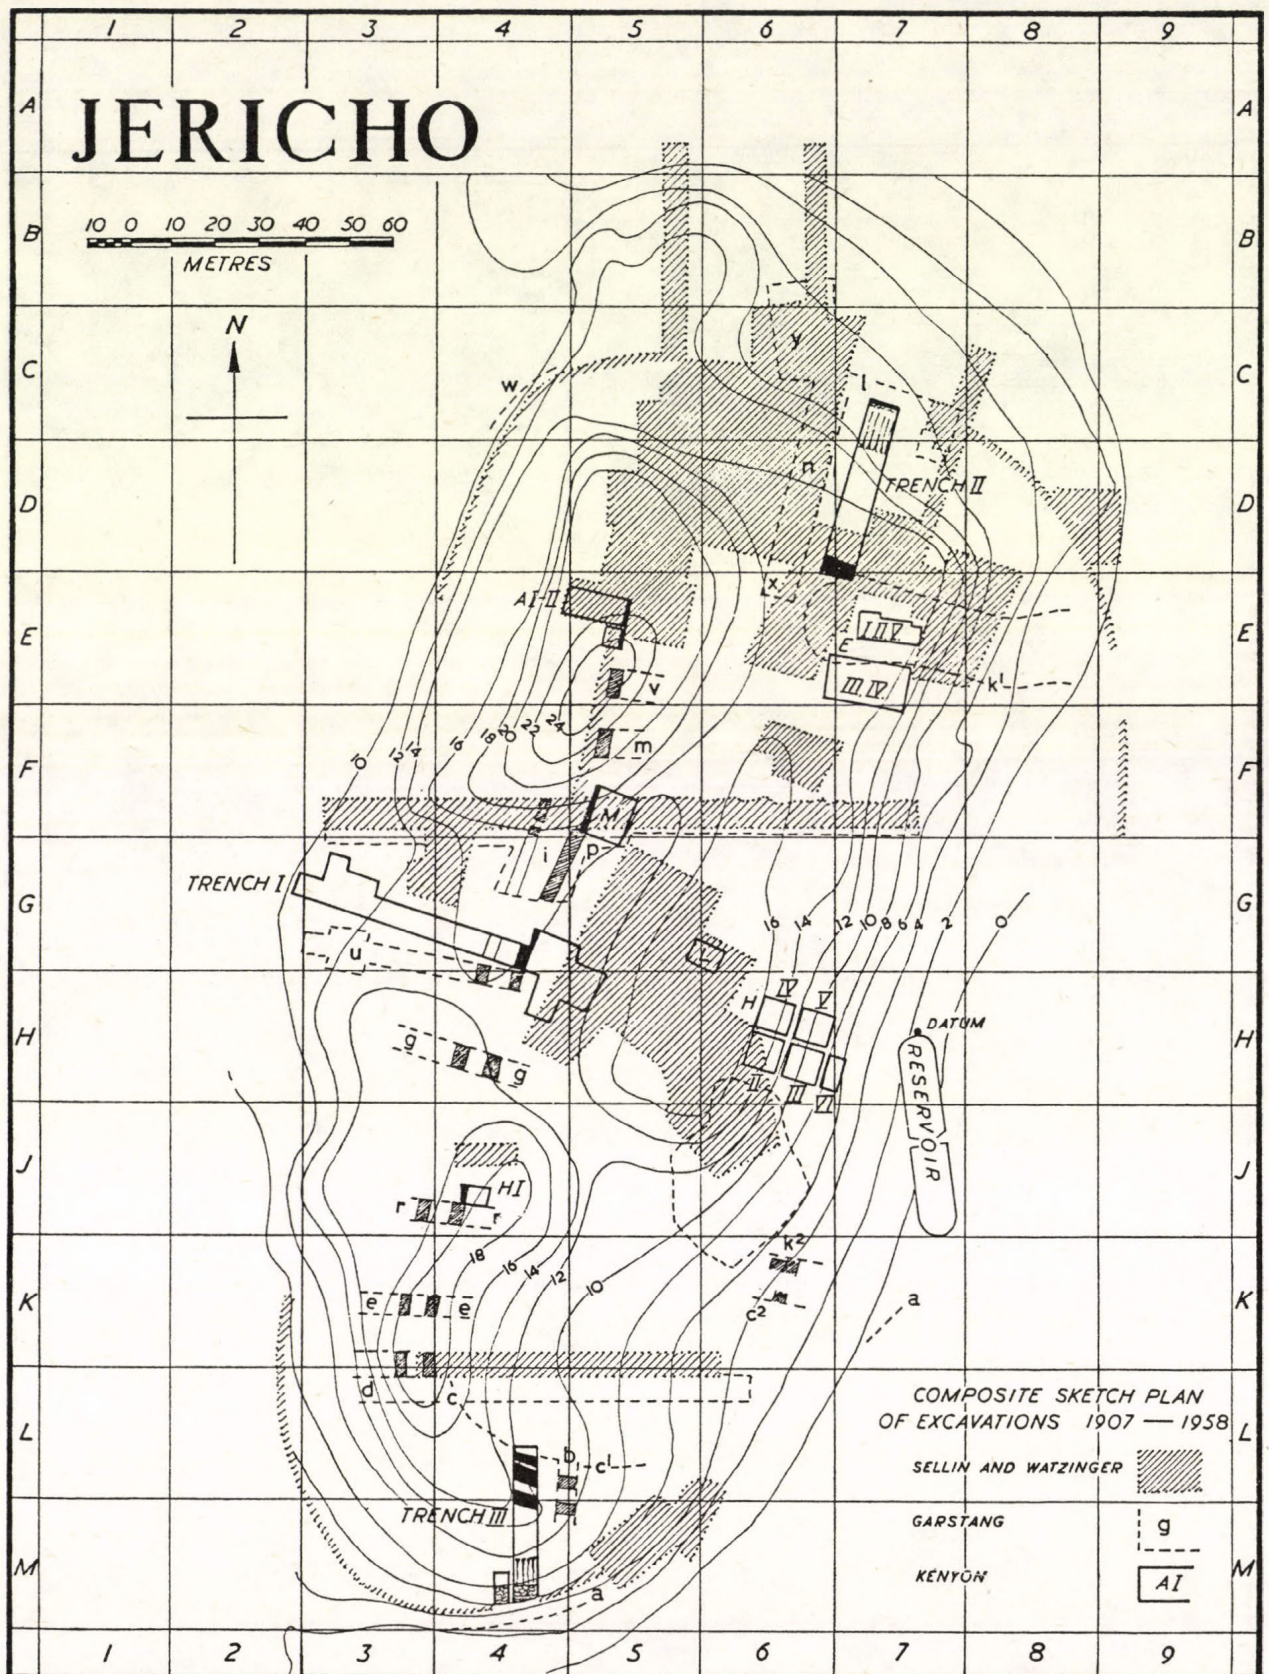 1 2 3 4 5 6 7 8 9
A A
JERICHO
B B
10 0 10 20 30 40 50 60
METRES
N
y
C C
w l
n
TRENCH II
D D
x
A I-II
E I.II.V. E
E
v III IV k¹
24
22
20
18
16
14
12
10
m
F F
M
i p
TRENCH I
G 16 14 12 10 8 6 4 2 0 G
u L
H IV V
DATUM
H g g H
II III VI
RESERVOIR
J J
H I
r r
18 16 14 12 10
k²
K e e K
c² a
d c
COMPOSITE SKETCH PLAN
OF EXCAVATIONS 1907 — 1958
L L
b c¹
SELLIN AND WATZINGER
TRENCH III
GARSTANG g
M M
KENYON A I
a
1 2 3 4 5 6 7 8 9